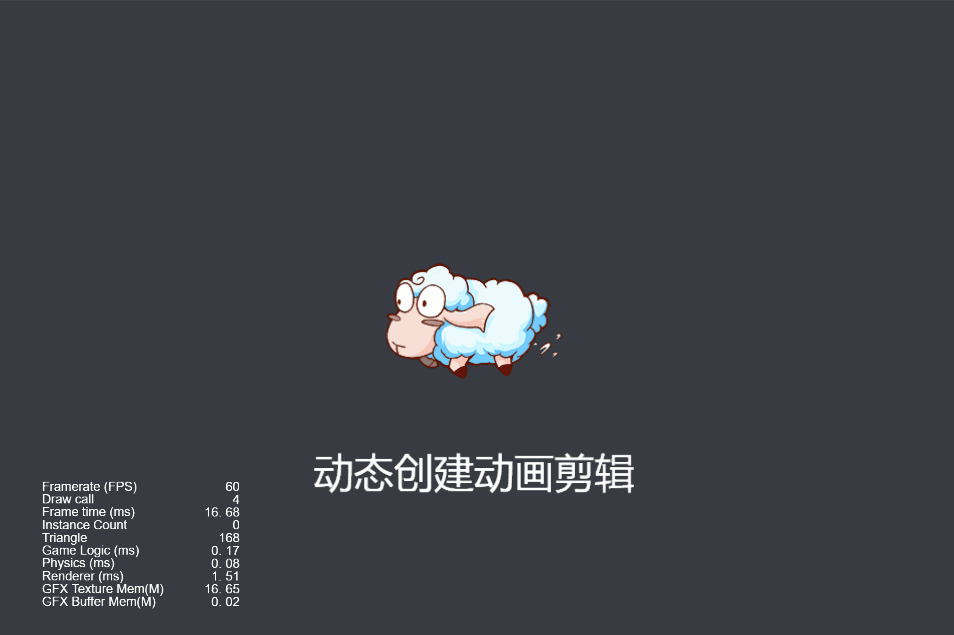 动态创建动画剪辑
Framerate (FPS) 60
Draw call 4
Frame time (ms) 16. 68
Instance Count 0
Triangle 168
Game Logic (ms) 0. 17
Physics (ms) 0. 08
Renderer (ms) 1. 51
GFX Texture Mem(M) 16. 65
GFX Buffer Mem(M) 0. 02